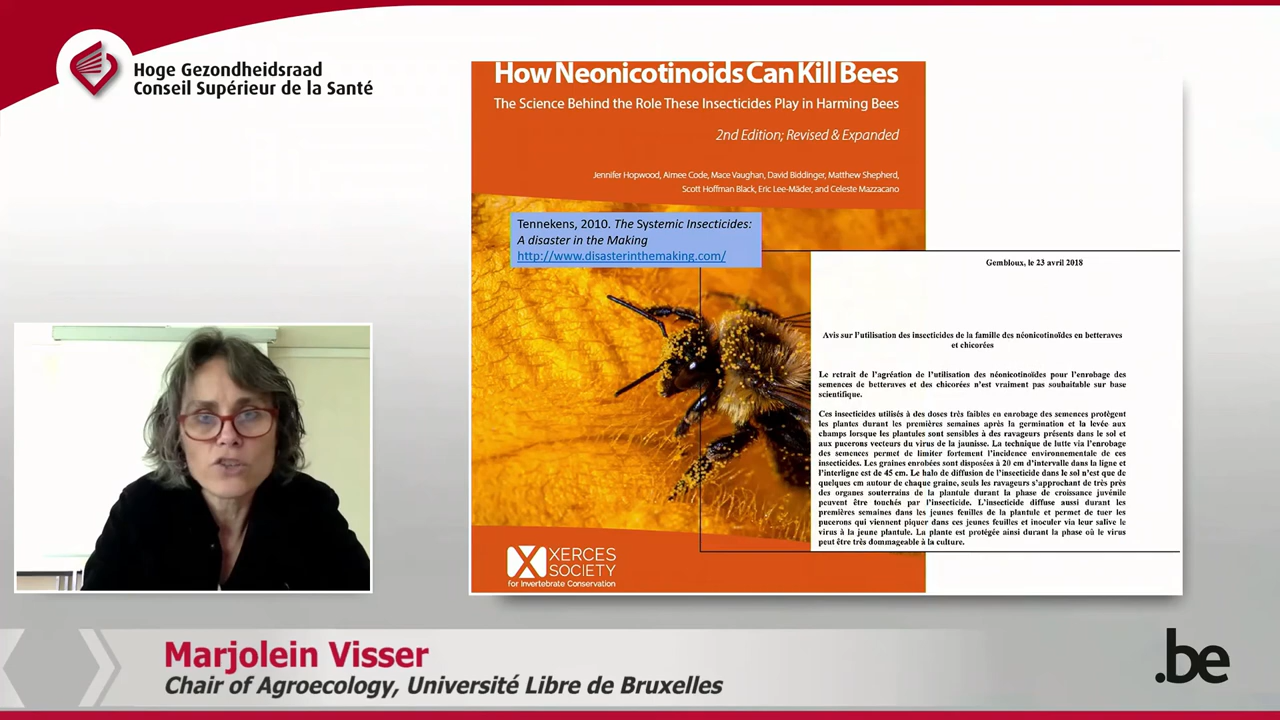 Hoge Gezondheidsraad
Conseil Supérieur de la Santé
How Neonicotinoids Can Kill Bees
The Science Behind the Role These Insecticides Play in Harming Bees
2nd Edition; Revised & Expanded
Jennifer Hopwood, Aimee Code, Mace Vaughan, David Biddinger, Matthew Shepherd,
Scott Hoffman Black, Eric Lee-Mäder, and Celeste Mazzacano
Tennekens, 2010. The Systemic Insecticides:
A disaster in the Making
http://www.disasterinthemaking.com/
Gembloux, le 23 avril 2018
Avis sur l'utilisation des insecticides de la famille des néonicotinoïdes en betteraves
et chicorées
Le retrait de l'agréation de l'utilisation des néonicotinoïdes pour l'enrobage des
semences de betteraves et des chicorées n'est vraiment pas souhaitable sur base
scientifique.
Ces insecticides utilisés à des doses très faibles en enrobage des semences protègent
les plantes durant les premières semaines après la germination et la levée aux
champs lorsque les plantules sont sensibles à des ravageurs présents dans le sol et
aux pucerons vecteurs du virus de la jaunisse. La technique de lutte via l'enrobage
des semences permet de limiter fortement l'incidence environnementale de ces
insecticides. Les graines enrobées sont disposées à 20 cm d'intervalle dans la ligne et
l'interligne est de 45 cm. Le halo de diffusion de l'insecticide dans le sol n'est que de
quelques cm autour de chaque graine, seuls les ravageurs s'approchant de très près
des organes souterrains de la plantule durant la phase de croissance juvénile
peuvent être touchés par l'insecticide. L'insecticide diffuse aussi durant les
premières semaines dans les jeunes feuilles de la plantule et permet de tuer les
pucerons qui viennent piquer dans ces jeunes feuilles et inoculer via leur salive le
virus à la jeune plantule. La plante est protégée ainsi durant la phase où le virus
peut être très dommageable à la culture.
XERCES
SOCIETY
for Invertebrate Conservation
Marjolein Visser
Chair of Agroecology, Université Libre de Bruxelles
.be